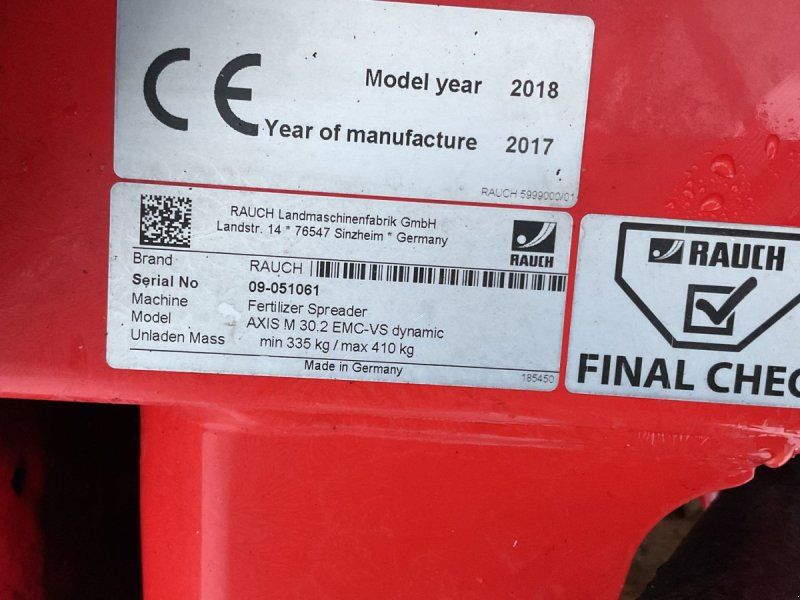 CE
Model year 2018
Year of manufacture 2017
RAUCH 5999000/01
RAUCH Landmaschinenfabrik GmbH
Landstr. 14 * 76547 Sinzheim * Germany
RAUCH
Brand RAUCH
Serial No 09-051061
Machine Fertilizer Spreader
Model AXIS M 30.2 EMC-VS dynamic
Unladen Mass min 335 kg / max 410 kg
Made in Germany
185450
RAUCH
FINAL CHEC